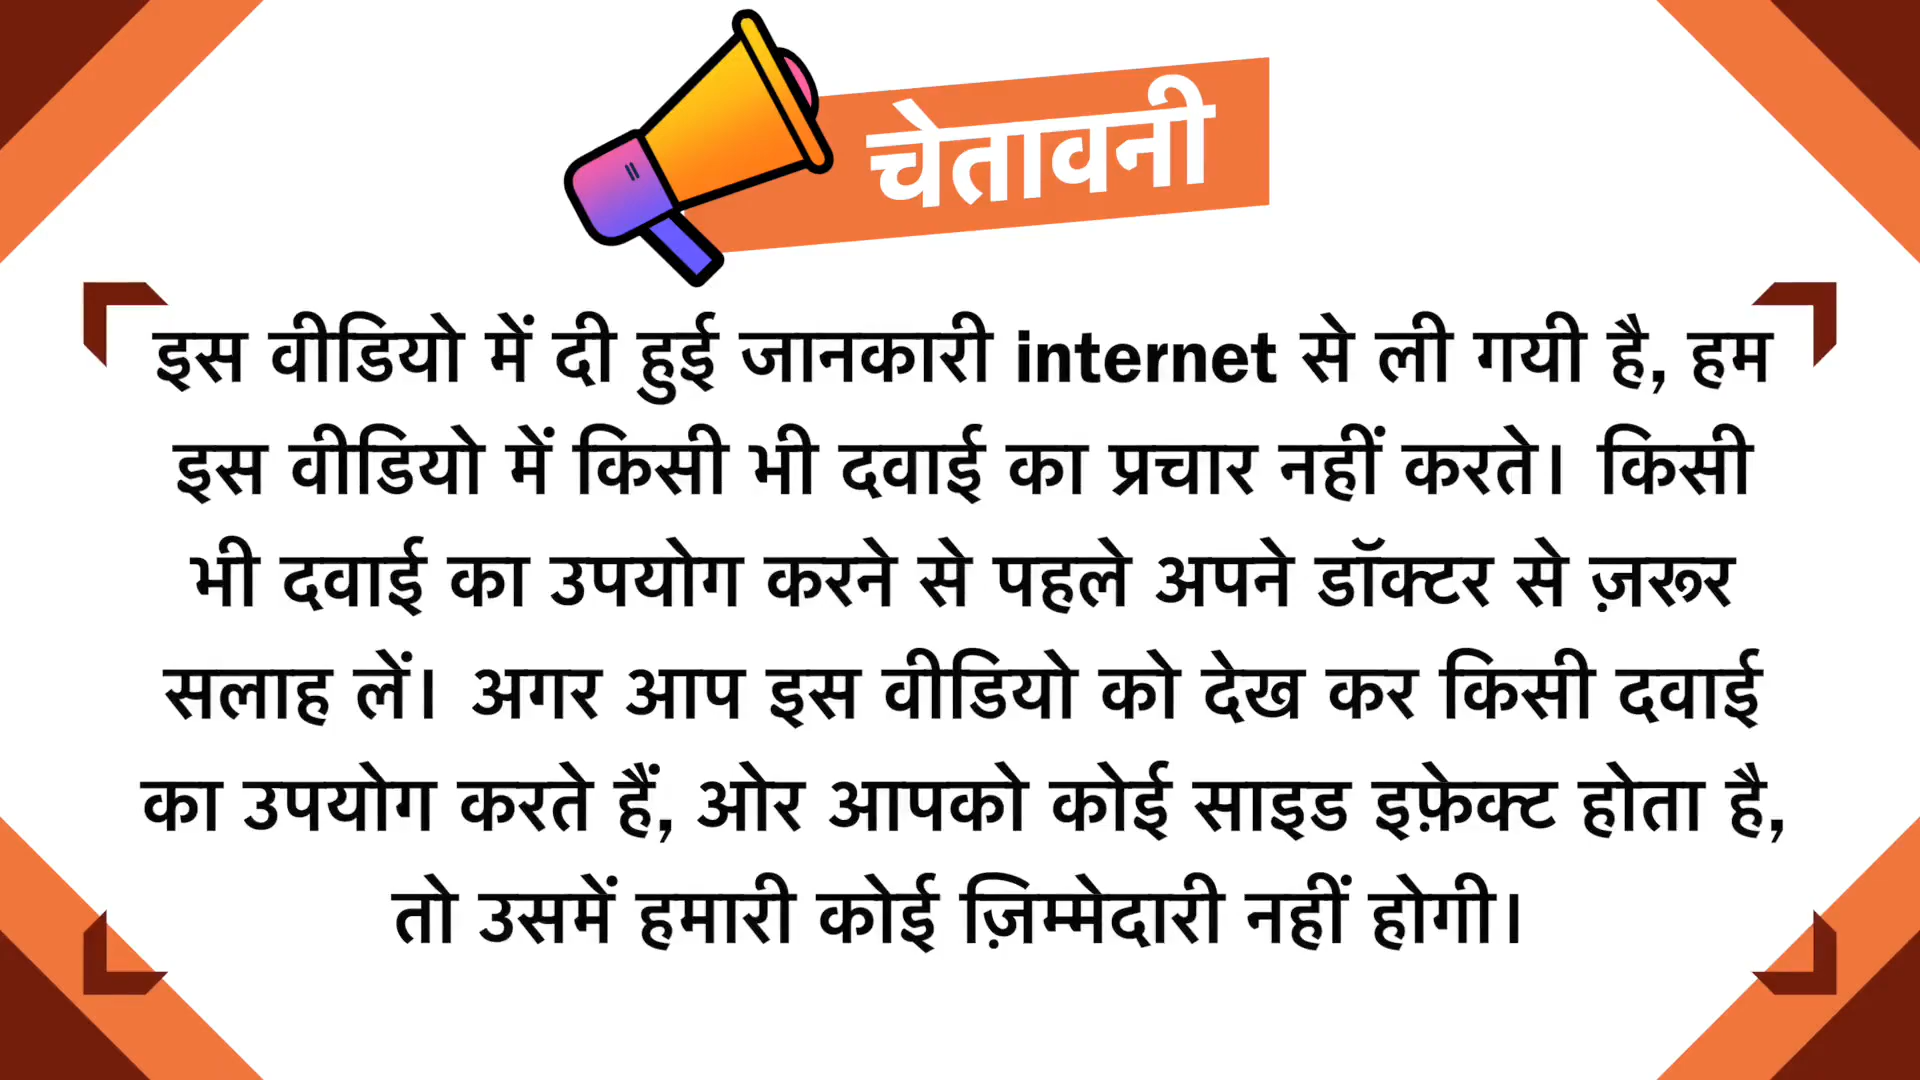 चेतावनी
इस वीडियो में दी हुई जानकारी internet से ली गयी है, हम
इस वीडियो में किसी भी दवाई का प्रचार नहीं करते। किसी
भी दवाई का उपयोग करने से पहले अपने डॉक्टर से ज़रूर
सलाह लें। अगर आप इस वीडियो को देख कर किसी दवाई
का उपयोग करते हैं, ओर आपको कोई साइड इफ़ेक्ट होता है,
तो उसमें हमारी कोई ज़िम्मेदारी नहीं होगी।